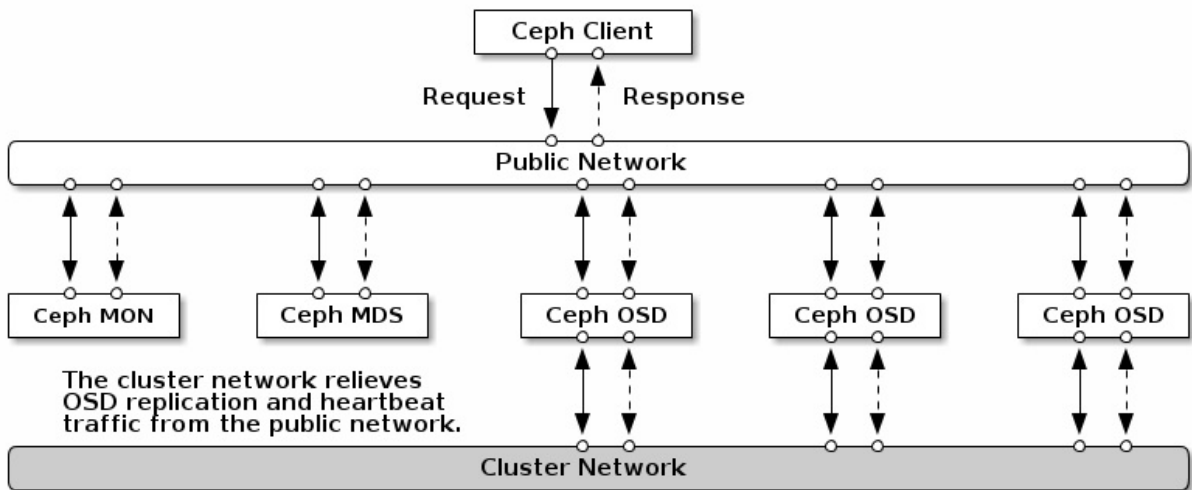 Ceph Client
Request
Response
Public Network
Ceph MON
Ceph MDS
Ceph OSD
Ceph OSD
Ceph OSD
The cluster network relieves
OSD replication and heartbeat
traffic from the public network.
Cluster Network